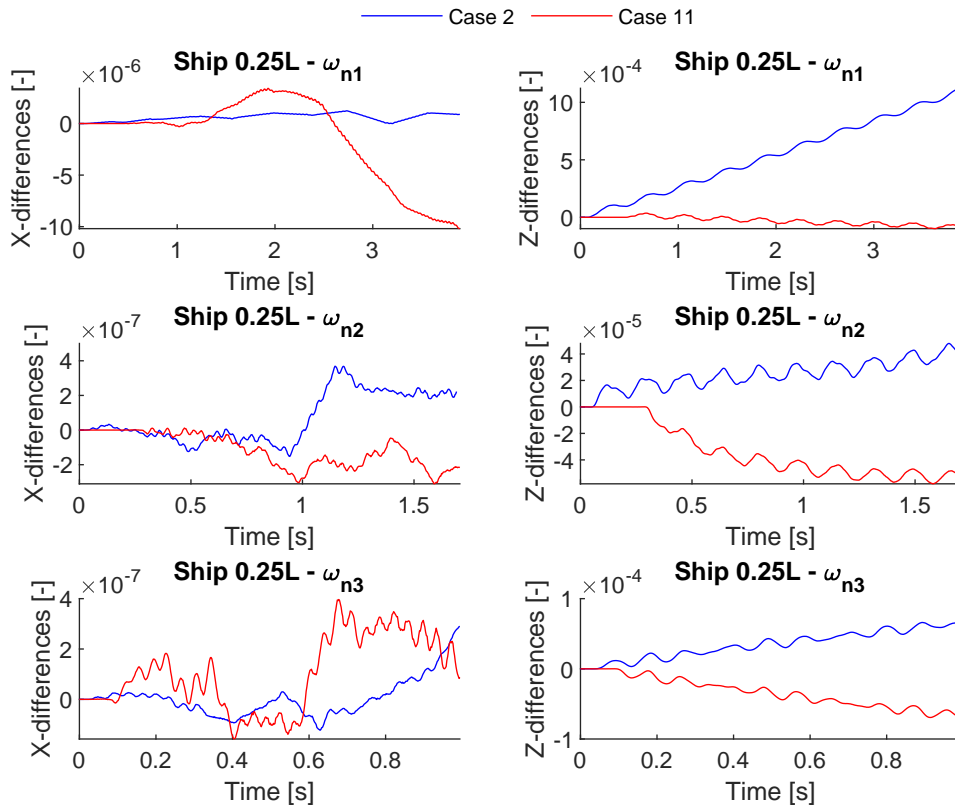 Case 2 Case 11
Ship 0.25L - ωn1
×10-6
X-differences [-]
0
-5
-10
0 1 2 3
Time [s]
Ship 0.25L - ωn1
×10-4
Z-differences [-]
10
5
0
0 1 2 3
Time [s]
Ship 0.25L - ωn2
×10-7
X-differences [-]
4
2
0
-2
0 0.5 1 1.5
Time [s]
Ship 0.25L - ωn2
×10-5
Z-differences [-]
4
2
0
-2
-4
0 0.5 1 1.5
Time [s]
Ship 0.25L - ωn3
×10-7
X-differences [-]
4
2
0
0 0.2 0.4 0.6 0.8
Time [s]
Ship 0.25L - ωn3
×10-4
Z-differences [-]
1
0
-1
0 0.2 0.4 0.6 0.8
Time [s]